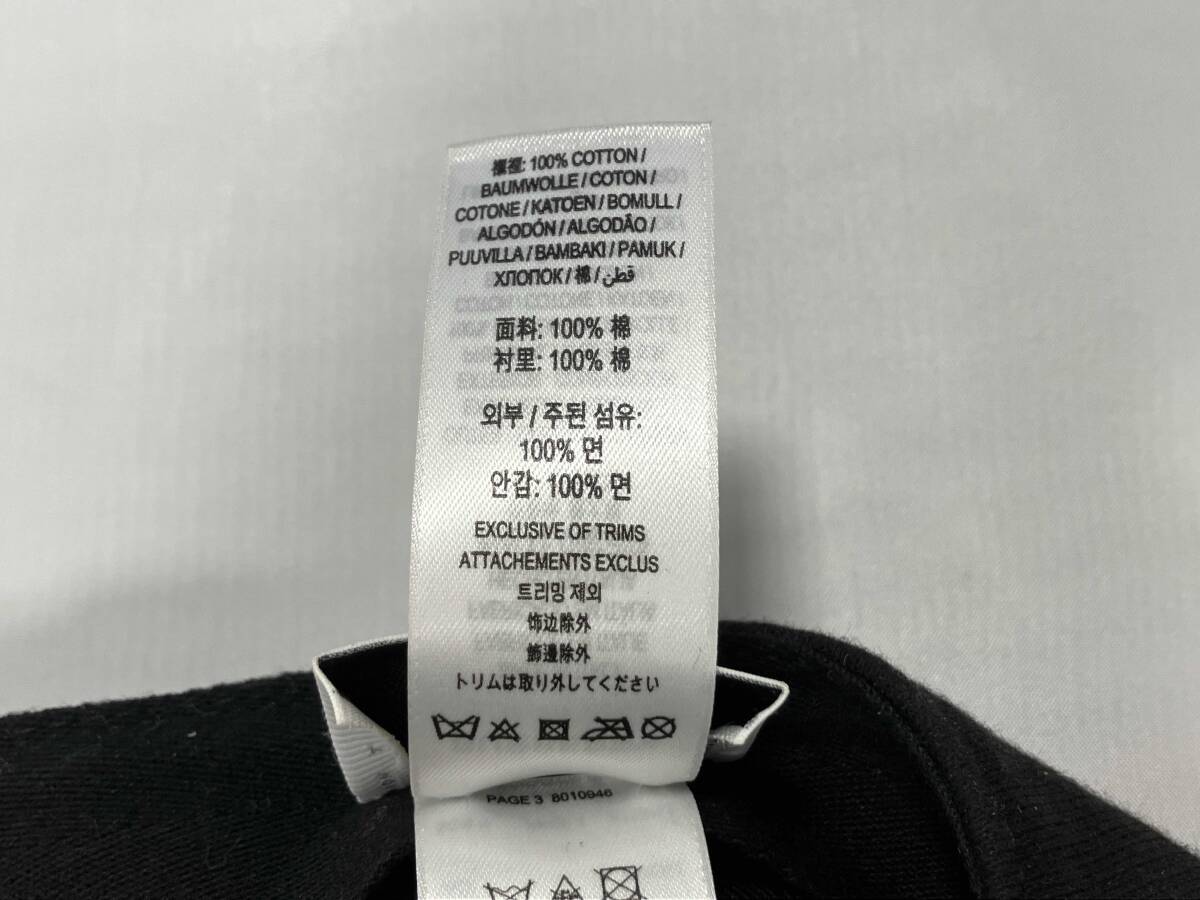 襯裡: 100% COTTON /
BAUMWOLLE / COTON /
COTONE / KATOEN / BOMULL /
ALGODÓN / ALGODÃO /
PUUVILLA / BAMBAKI / PAMUK /
ХЛОПОК / 棉 / قطن
面料: 100% 棉
衬里: 100% 棉
외부 / 주된 섬유:
100% 면
안감: 100% 면
EXCLUSIVE OF TRIMS
ATTACHEMENTS EXCLUS
트리밍 제외
饰边除外
飾邊除外
トリムは取り外してください
PAGE 3 8010946